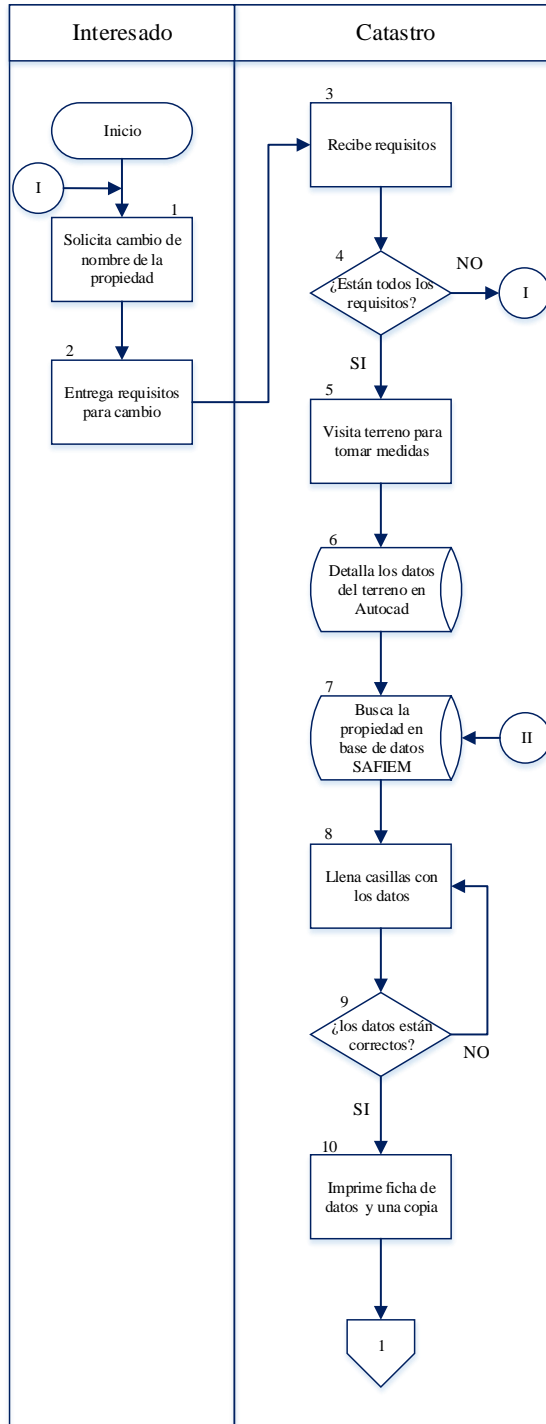 Interesado
Catastro
Inicio
I
1
Solicita cambio de
nombre de la
propiedad
2
Entrega requisitos
para cambio
3
Recibe requisitos
4
¿Están todos los
requisitos?
NO
I
SI
5
Visita terreno para
tomar medidas
6
Detalla los datos
del terreno en
Autocad
7
Busca la
propiedad en
base de datos
SAFIEM
II
8
Llena casillas con
los datos
9
¿los datos están
correctos?
NO
SI
10
Imprime ficha de
datos y una copia
1